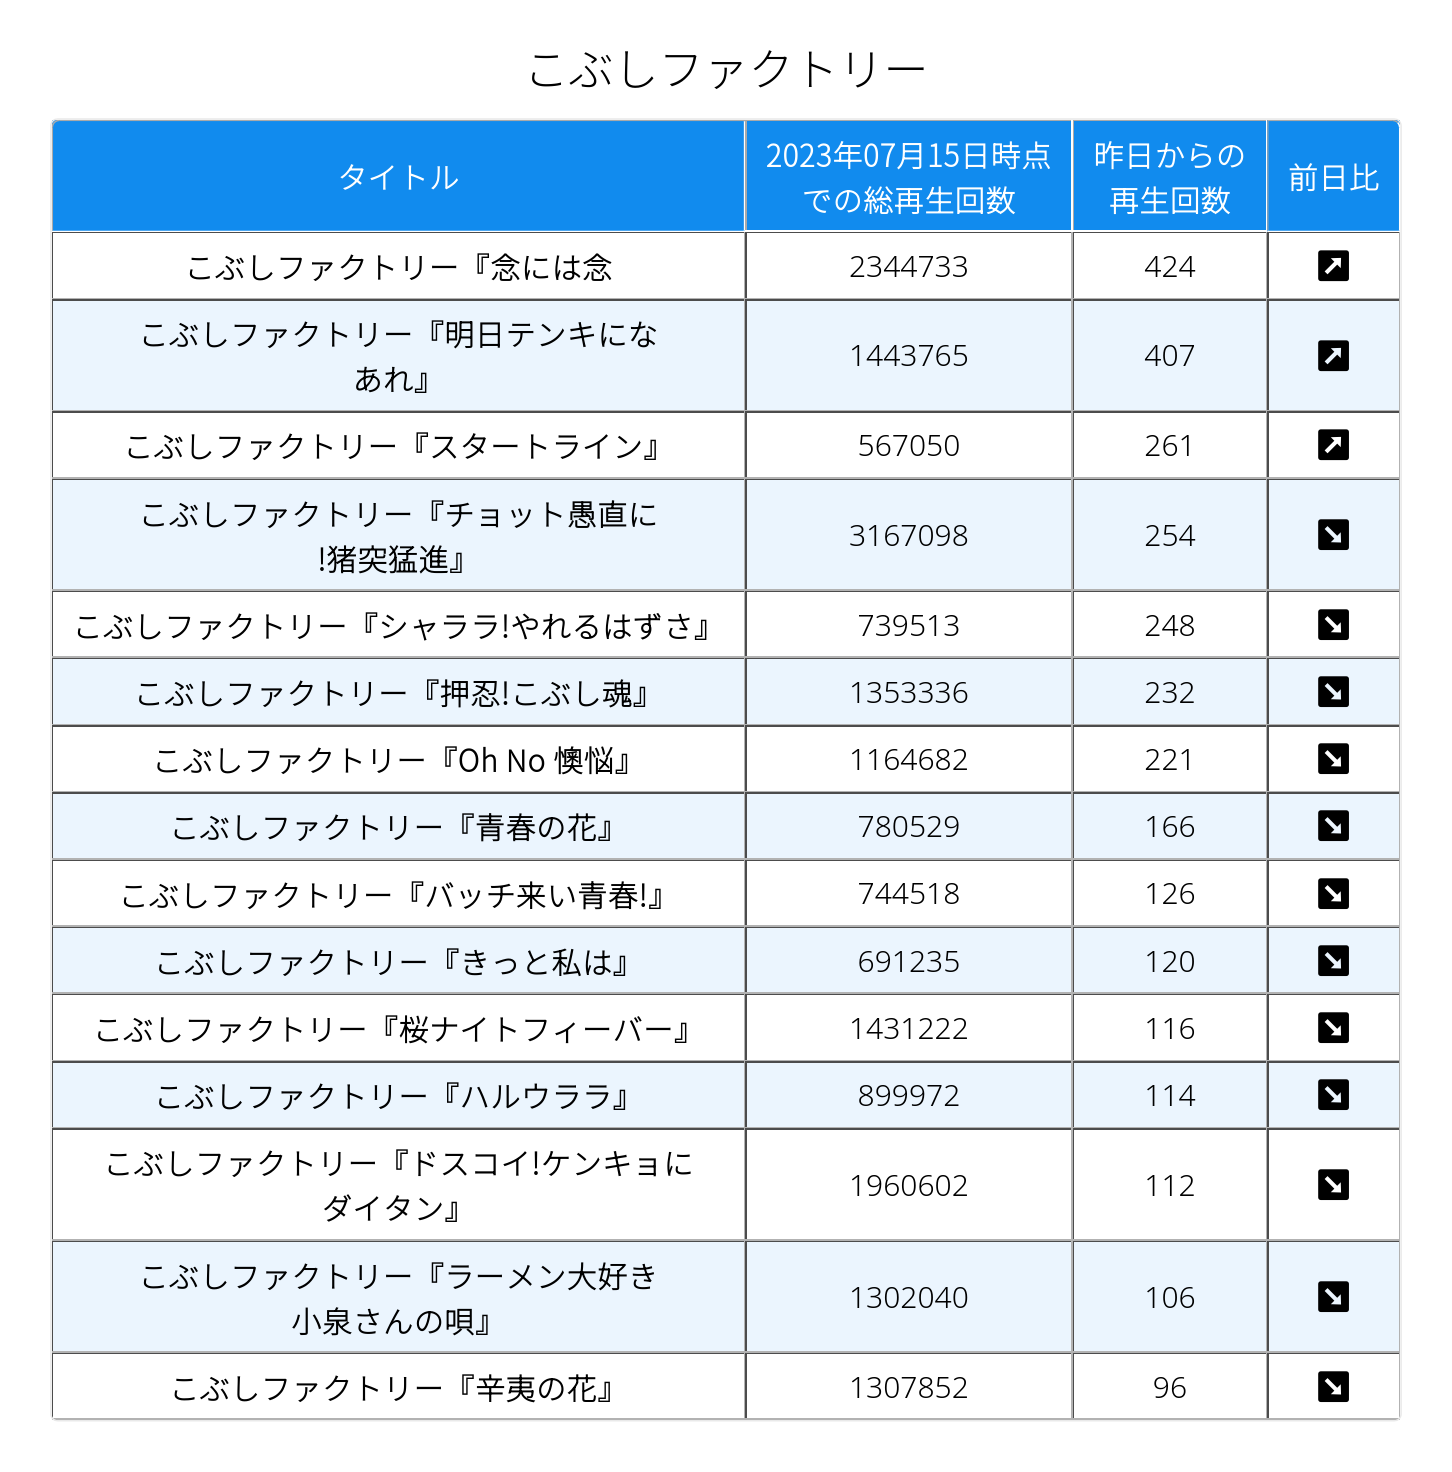 こぶしファクトリー
タイトル
2023年07月15日時点
での総再生回数
昨日からの
再生回数
前日比
こぶしファクトリー『念には念 2344733 424
こぶしファクトリー『明日テンキにな
あれ』 1443765 407
こぶしファクトリー『スタートライン』 567050 261
こぶしファクトリー『チョット愚直に
!猪突猛進』 3167098 254
こぶしファクトリー『シャララ!やれるはずさ』 739513 248
こぶしファクトリー『押忍!こぶし魂』 1353336 232
こぶしファクトリー『Oh No 懊悩』 1164682 221
こぶしファクトリー『青春の花』 780529 166
こぶしファクトリー『バッチ来い青春!』 744518 126
こぶしファクトリー『きっと私は』 691235 120
こぶしファクトリー『桜ナイトフィーバー』 1431222 116
こぶしファクトリー『ハルウララ』 899972 114
こぶしファクトリー『ドスコイ!ケンキョに
ダイタン』 1960602 112
こぶしファクトリー『ラーメン大好き
小泉さんの唄』 1302040 106
こぶしファクトリー『辛夷の花』 1307852 96